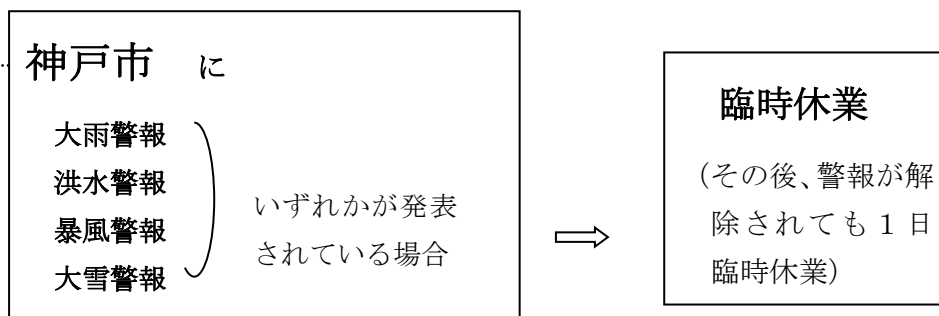 神戸市 に
大雨警報
洪水警報
暴風警報
大雪警報
いずれかが発表
されている場合
⇨
臨時休業
(その後、警報が解
除されても1日
臨時休業)